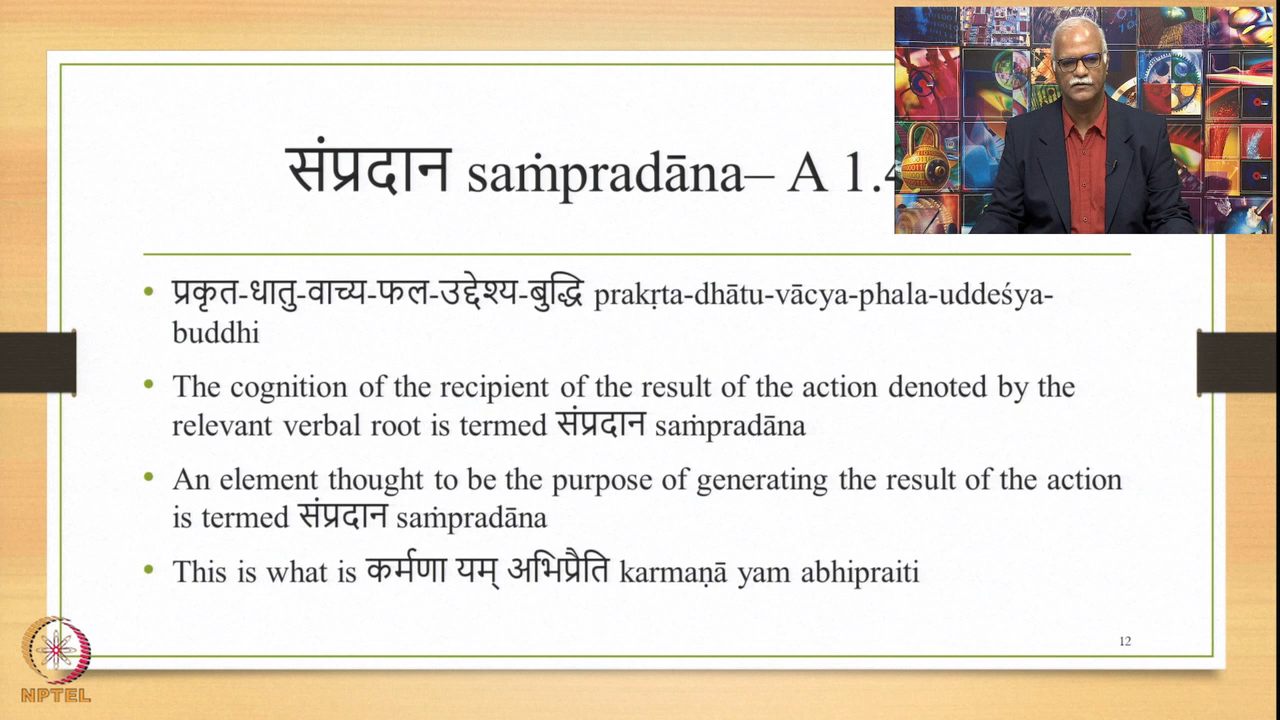 संप्रदान saṁpradāna– A 1.4
• प्रकृत-धातु-वाच्य-फल-उद्देश्य-बुद्धि prakṛta-dhātu-vācya-phala-uddeśya-
buddhi
• The cognition of the recipient of the result of the action denoted by the
relevant verbal root is termed संप्रदान saṁpradāna
• An element thought to be the purpose of generating the result of the action
is termed संप्रदान saṁpradāna
• This is what is कर्मणा यम् अभिप्रैति karmaṇā yam abhipraiti
12
NPTEL